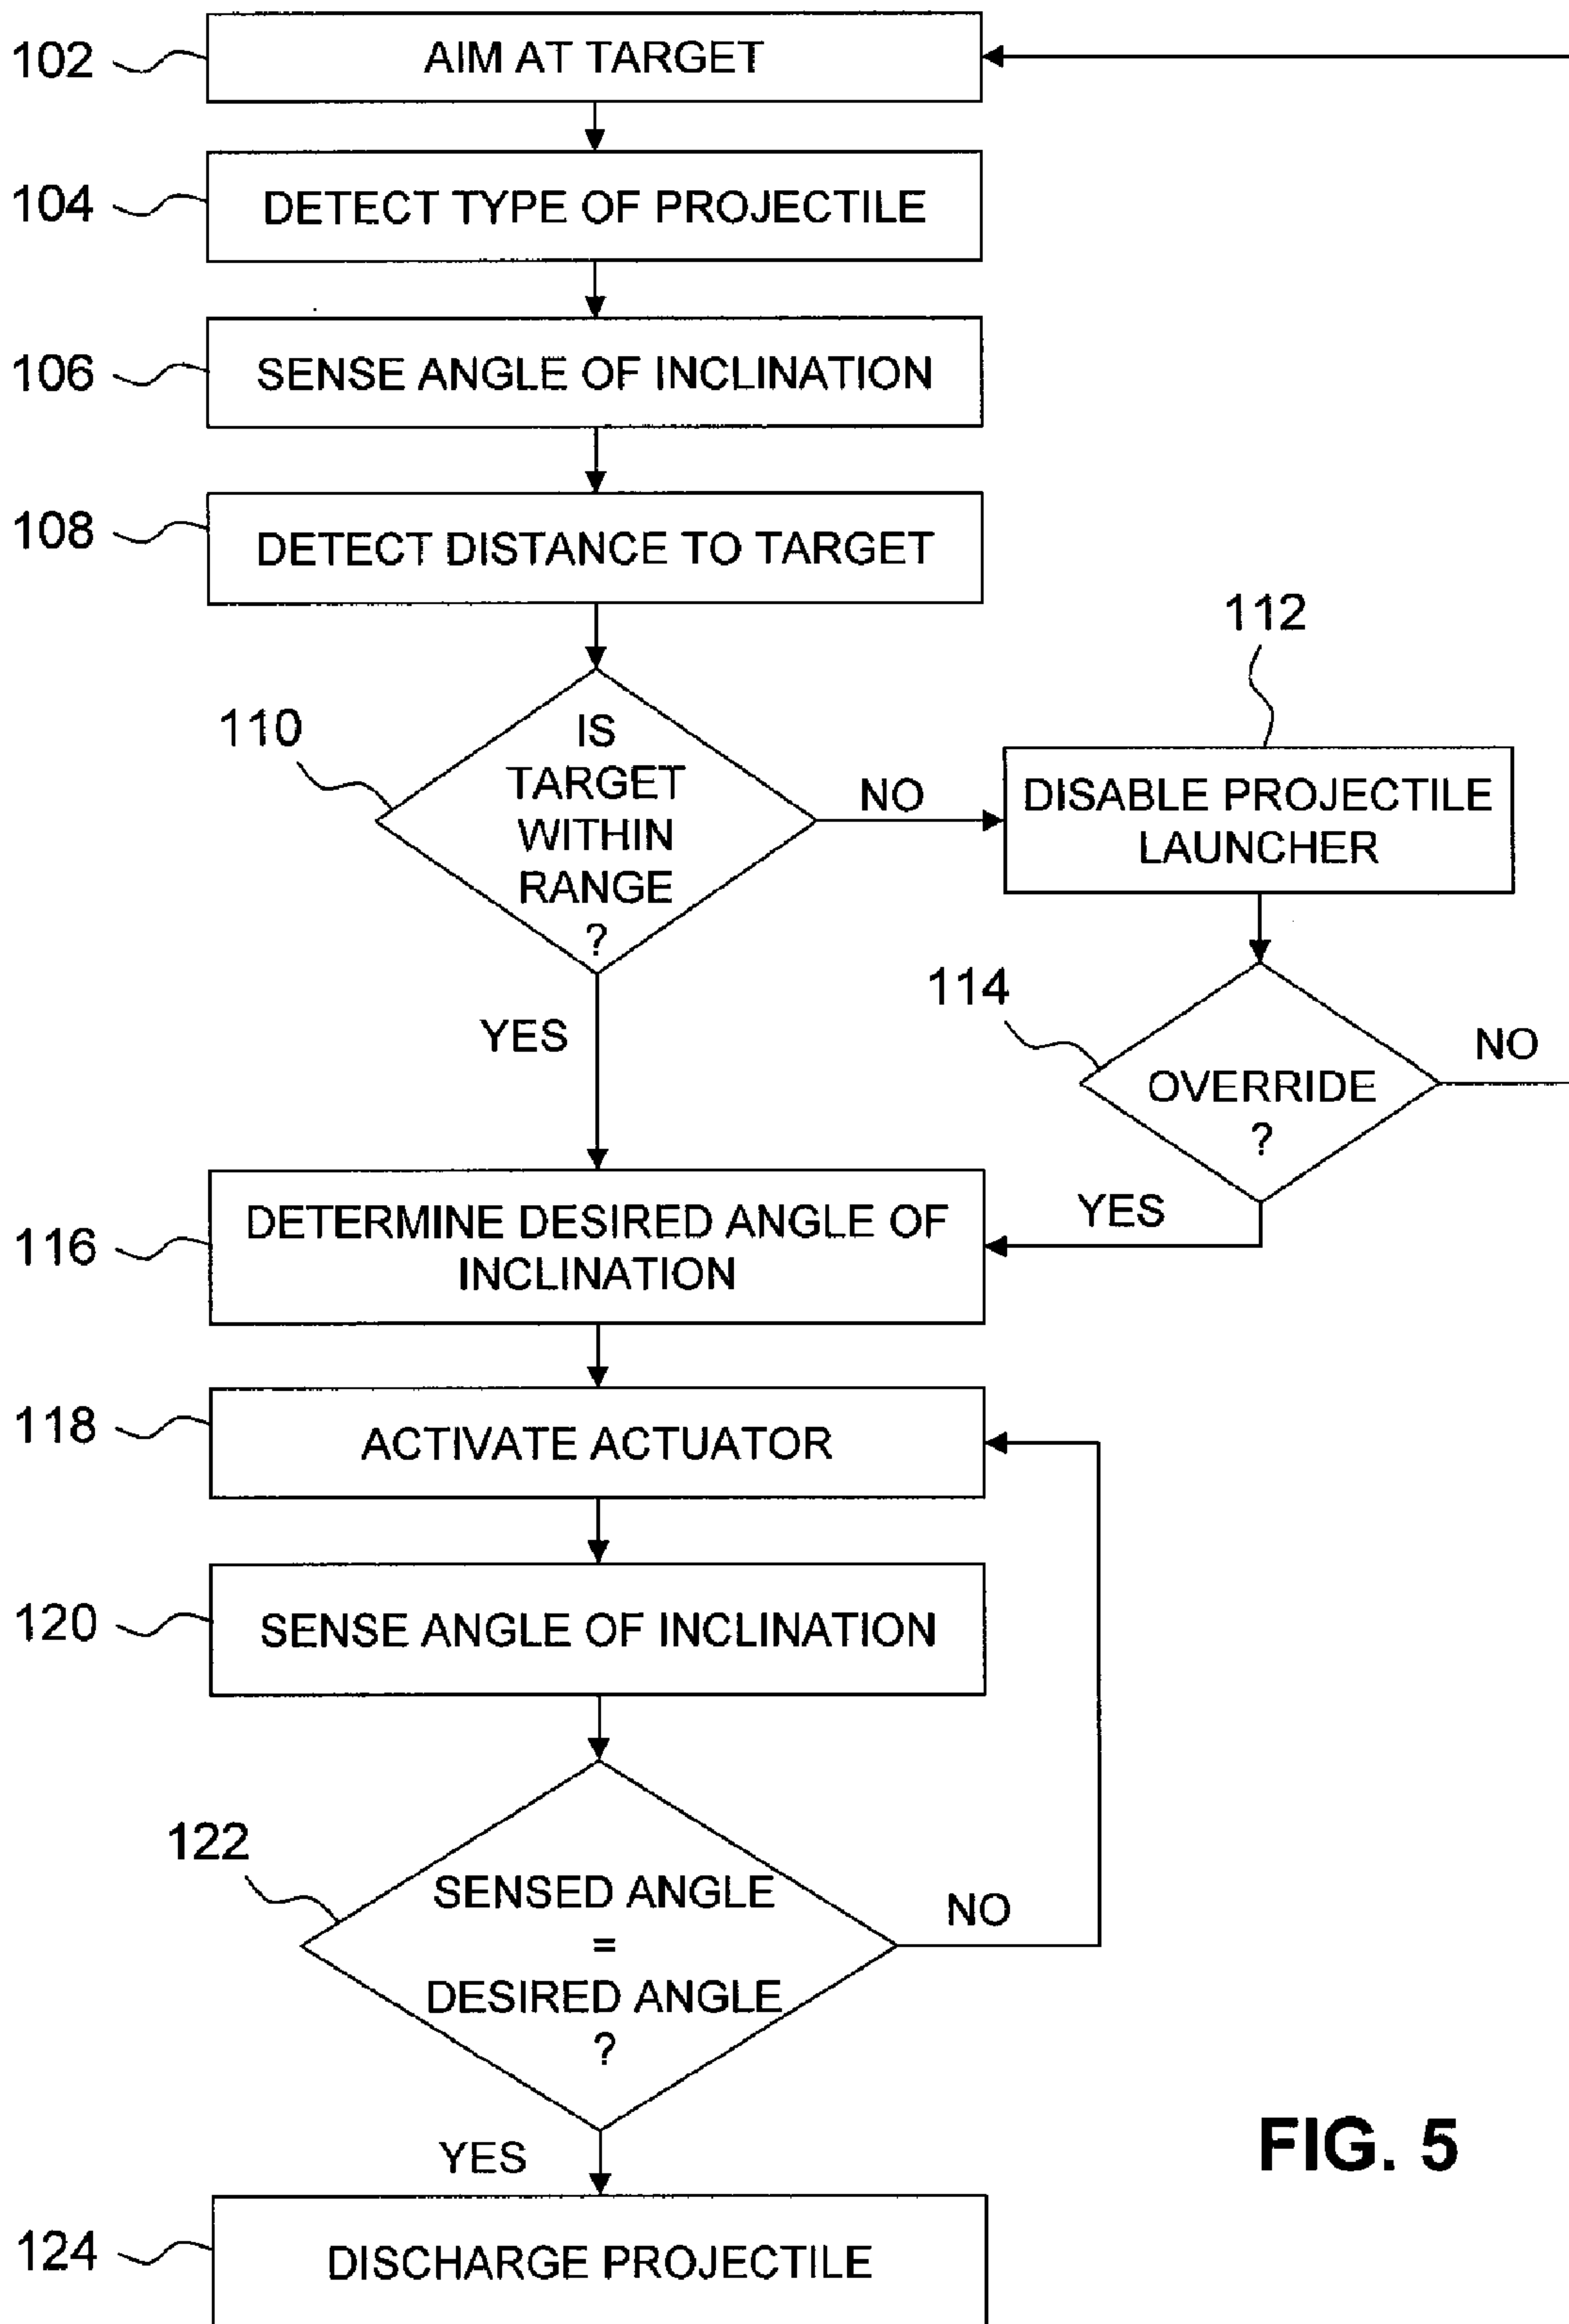 102
AIM AT TARGET
104
DETECT TYPE OF PROJECTILE
106
SENSE ANGLE OF INCLINATION
108
DETECT DISTANCE TO TARGET
110
IS
TARGET
WITHIN
RANGE
?
NO
112
DISABLE PROJECTILE
LAUNCHER
114
OVERRIDE
?
NO
YES
YES
116
DETERMINE DESIRED ANGLE OF
INCLINATION
118
ACTIVATE ACTUATOR
120
SENSE ANGLE OF INCLINATION
122
SENSED ANGLE
=
DESIRED ANGLE
?
NO
YES
124
DISCHARGE PROJECTILE
FIG. 5